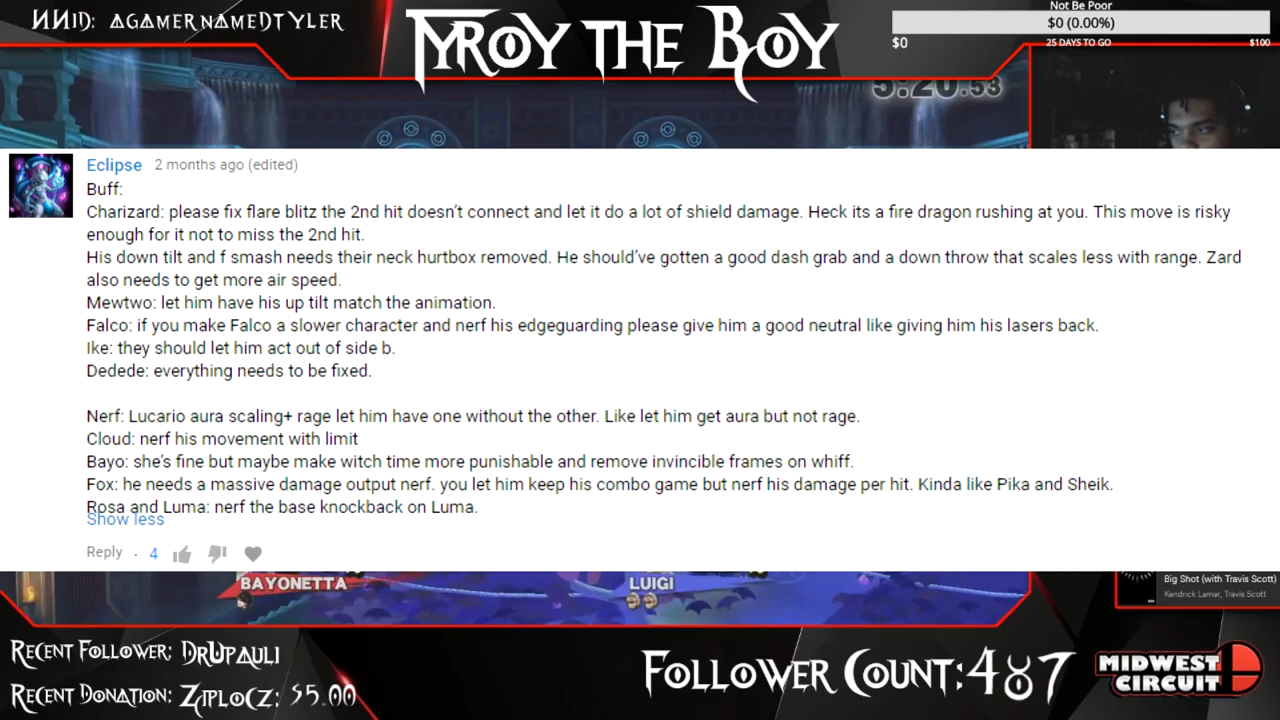 NNID: AGAMERNAMEDTYLER
TYROY THE BOY
Not Be Poor
$0 (0.00%)
$0 25 DAYS TO GO $100
5:20.53
Eclipse 2 months ago (edited)
Buff:
Charizard: please fix flare blitz the 2nd hit doesn't connect and let it do a lot of shield damage. Heck its a fire dragon rushing at you. This move is risky
enough for it not to miss the 2nd hit.
His down tilt and f smash needs their neck hurtbox removed. He should've gotten a good dash grab and a down throw that scales less with range. Zard
also needs to get more air speed.
Mewtwo: let him have his up tilt match the animation.
Falco: if you make Falco a slower character and nerf his edgeguarding please give him a good neutral like giving him his lasers back.
Ike: they should let him act out of side b.
Dedede: everything needs to be fixed.
Nerf: Lucario aura scaling+ rage let him have one without the other. Like let him get aura but not rage.
Cloud: nerf his movement with limit
Bayo: she's fine but maybe make witch time more punishable and remove invincible frames on whiff.
Fox: he needs a massive damage output nerf. you let him keep his combo game but nerf his damage per hit. Kinda like Pika and Sheik.
Rosa and Luma: nerf the base knockback on Luma.
Show less
Reply · 4
BAYONETTA
LUIGI
Big Shot (with Travis Scott)
Kendrick Lamar, Travis Scott
Recent Follower: DrUpauli
Recent Donation: Ziplocz: $5.00
Follower Count:487
MIDWEST
CIRCUIT